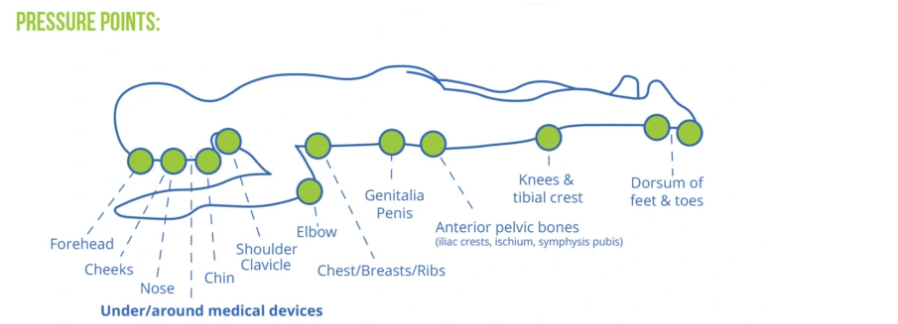 PRESSURE POINTS:
Forehead
Cheeks
Nose
Under/around medical devices
Chin
Shoulder
Clavicle
Elbow
Chest/Breasts/Ribs
Genitalia
Penis
Anterior pelvic bones
(iliac crests, ischium, symphysis pubis)
Knees &
tibial crest
Dorsum of
feet & toes